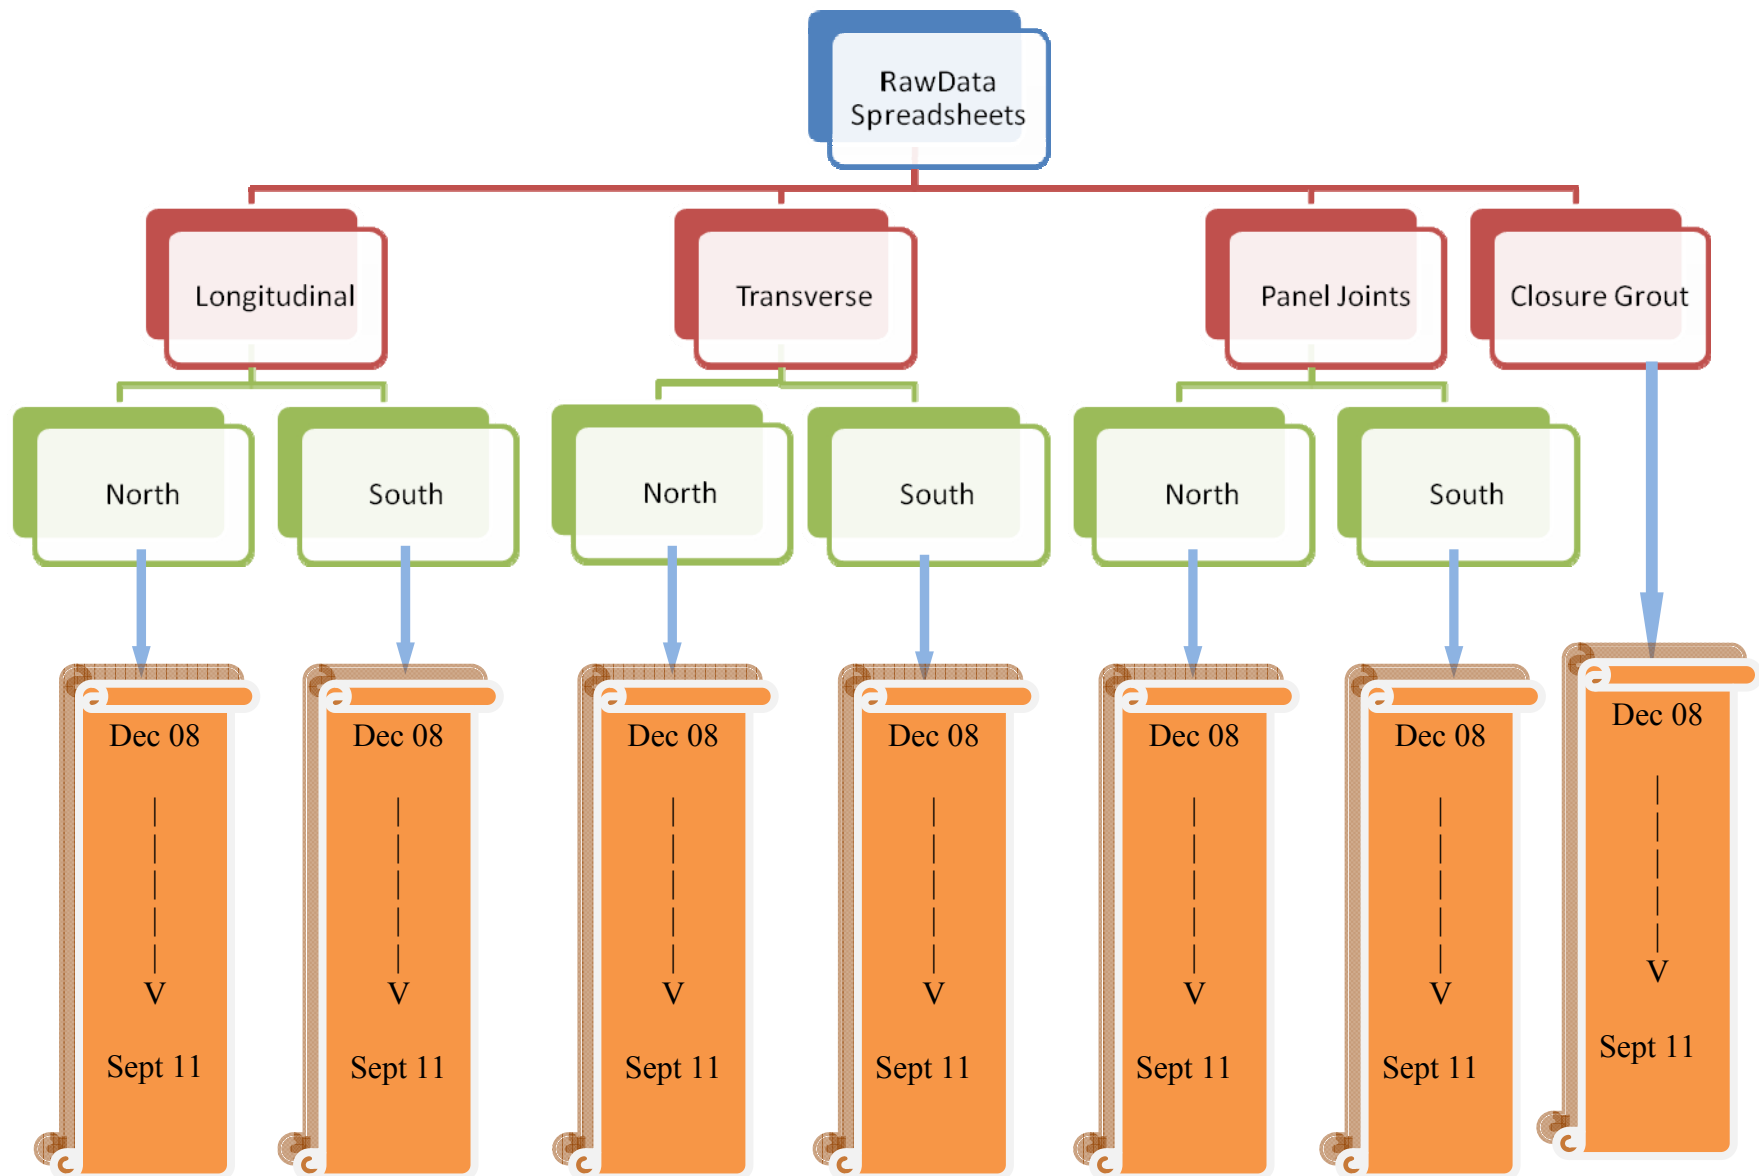 RawData
Spreadsheets
Longitudinal
Transverse
Panel Joints
Closure Grout
North
South
North
South
North
South
Dec 08
|
|
|
|
|
V
Sept 11
Dec 08
|
|
|
|
|
V
Sept 11
Dec 08
|
|
|
|
|
V
Sept 11
Dec 08
|
|
|
|
|
V
Sept 11
Dec 08
|
|
|
|
|
V
Sept 11
Dec 08
|
|
|
|
|
V
Sept 11
Dec 08
|
|
|
|
|
V
Sept 11